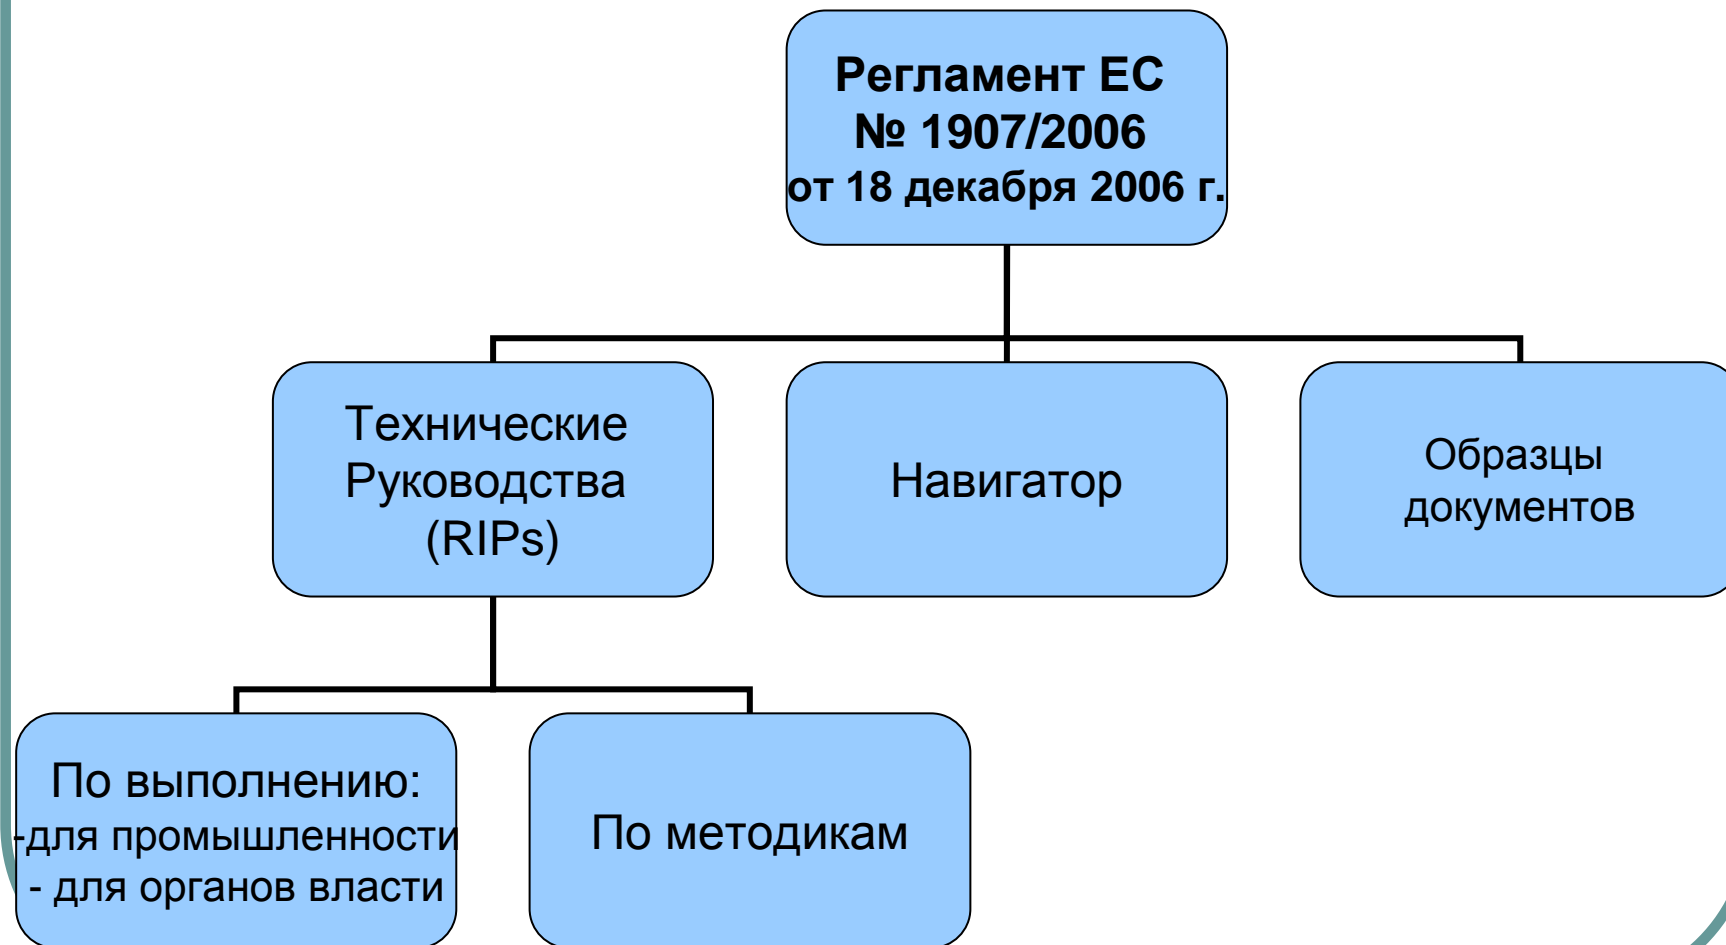 Регламент ЕС
№ 1907/2006
от 18 декабря 2006 г.
Технические
Руководства
(RIPs)
Навигатор
Образцы
документов
По выполнению:
-для промышленности
- для органов власти
По методикам